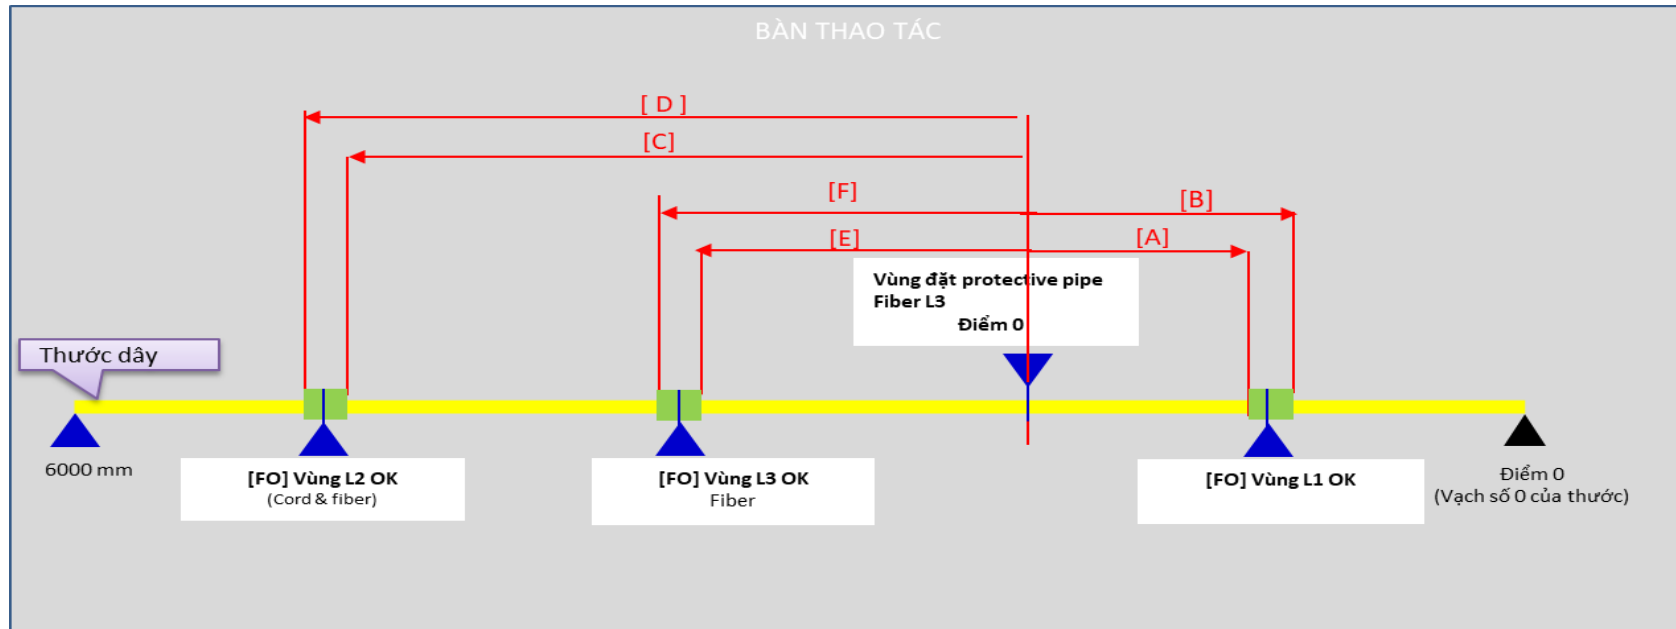 BÀN THAO TÁC
[ D ]
[C]
[F]
[B]
[E]
[A]
Vùng đặt protective pipe
Fiber L3
Điểm 0
Thước dây
6000 mm
[FO] Vùng L2 OK
(Cord & fiber)
[FO] Vùng L3 OK
Fiber
[FO] Vùng L1 OK
Điểm 0
(Vạch số 0 của thước)